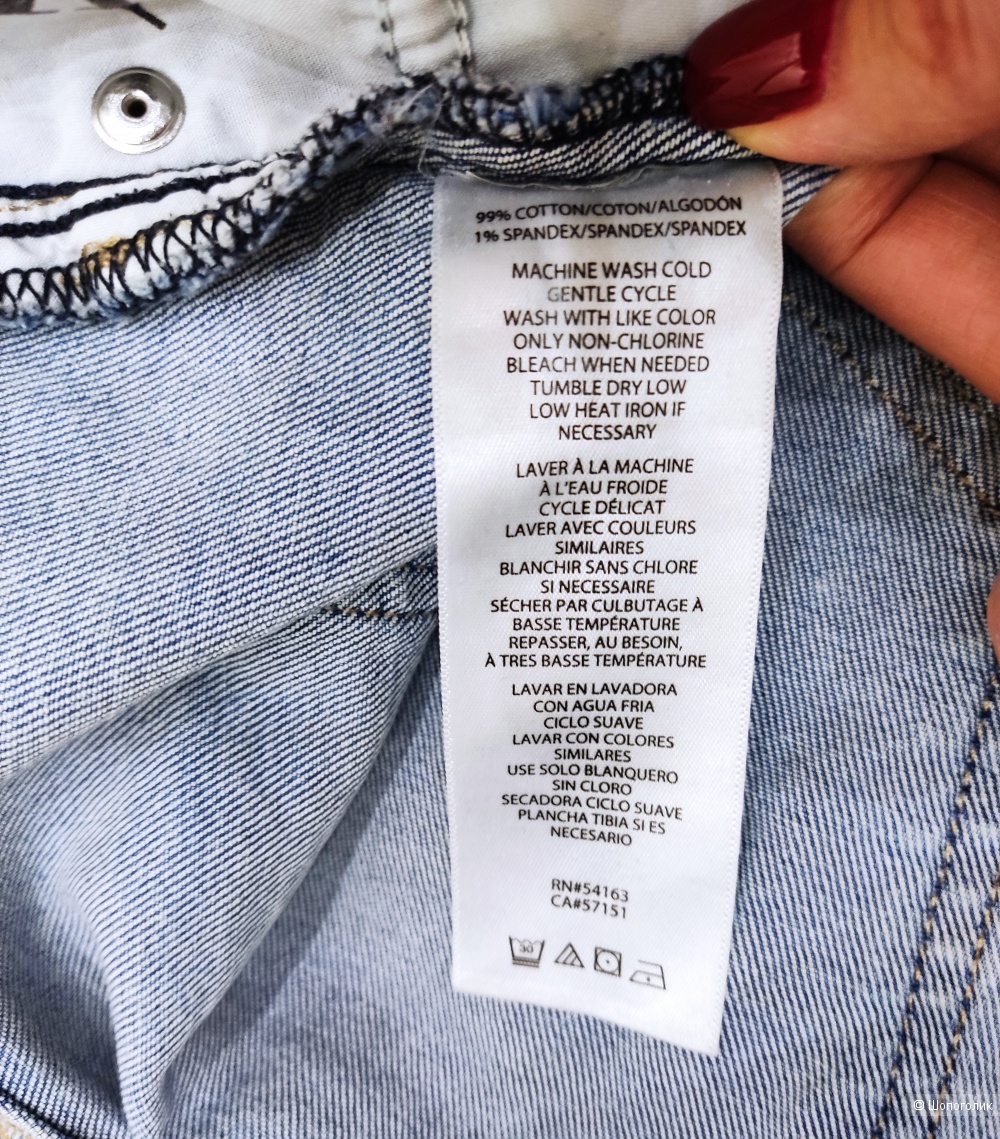 99% COTTON/COTON/ALGODÓN
1% SPANDEX/SPANDEX/SPANDEX
MACHINE WASH COLD
GENTLE CYCLE
WASH WITH LIKE COLOR
ONLY NON-CHLORINE
BLEACH WHEN NEEDED
TUMBLE DRY LOW
LOW HEAT IRON IF
NECESSARY
LAVER À LA MACHINE
À L'EAU FROIDE
CYCLE DÉLICAT
LAVER AVEC COULEURS
SIMILAIRES
BLANCHIR SANS CHLORE
SI NECESSAIRE
SÉCHER PAR CULBUTAGE À
BASSE TEMPÉRATURE
REPASSER, AU BESOIN,
À TRES BASSE TEMPÉRATURE
LAVAR EN LAVADORA
CON AGUA FRIA
CICLO SUAVE
LAVAR CON COLORES
SIMILARES
USE SOLO BLANQUERO
SIN CLORO
SECADORA CICLO SUAVE
PLANCHA TIBIA SI ES
NECESARIO
RN#54163
CA#57151
30
© Шопоголик